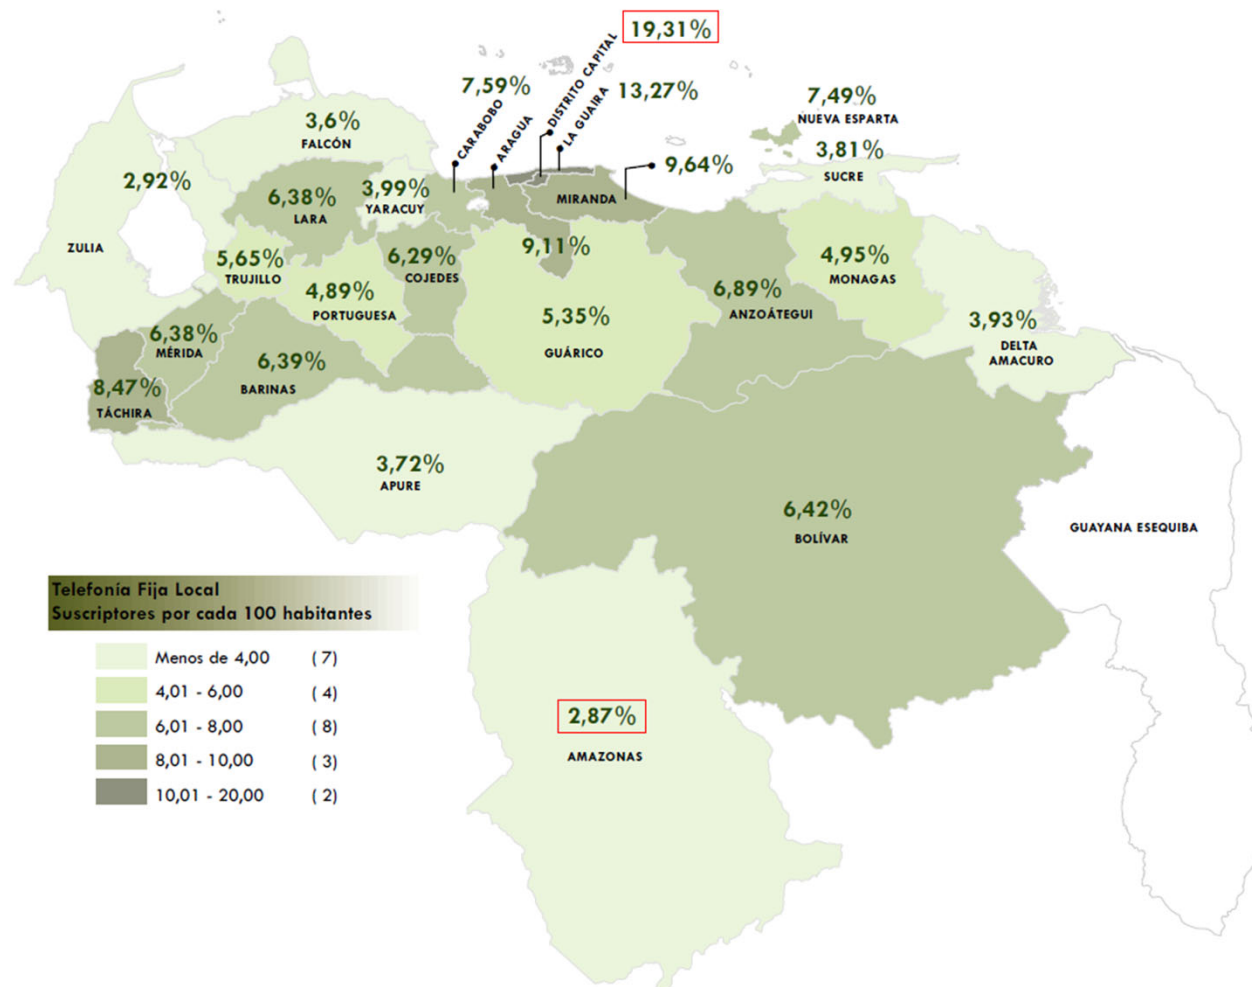 19,31%
DISTRITO CAPITAL
7,59%
CARABOBO
ARAGUA
LA GUAIRA
13,27%
7,49%
NUEVA ESPARTA
3,6%
FALCÓN
3,81%
SUCRE
2,92%
ZULIA
6,38%
LARA
3,99%
YARACUY
9,64%
MIRANDA
5,65%
TRUJILLO
6,29%
COJEDES
9,11%
4,95%
MONAGAS
4,89%
PORTUGUESA
6,89%
ANZOÁTEGUI
5,35%
GUÁRICO
3,93%
DELTA
AMACURO
6,38%
MÉRIDA
6,39%
BARINAS
8,47%
TÁCHIRA
3,72%
APURE
6,42%
BOLÍVAR
GUAYANA ESEQUIBA
Telefonía Fija Local
Suscriptores por cada 100 habitantes
Menos de 4,00 ( 7)
4,01 - 6,00 ( 4)
6,01 - 8,00 ( 8)
8,01 - 10,00 ( 3)
10,01 - 20,00 ( 2)
2,87%
AMAZONAS